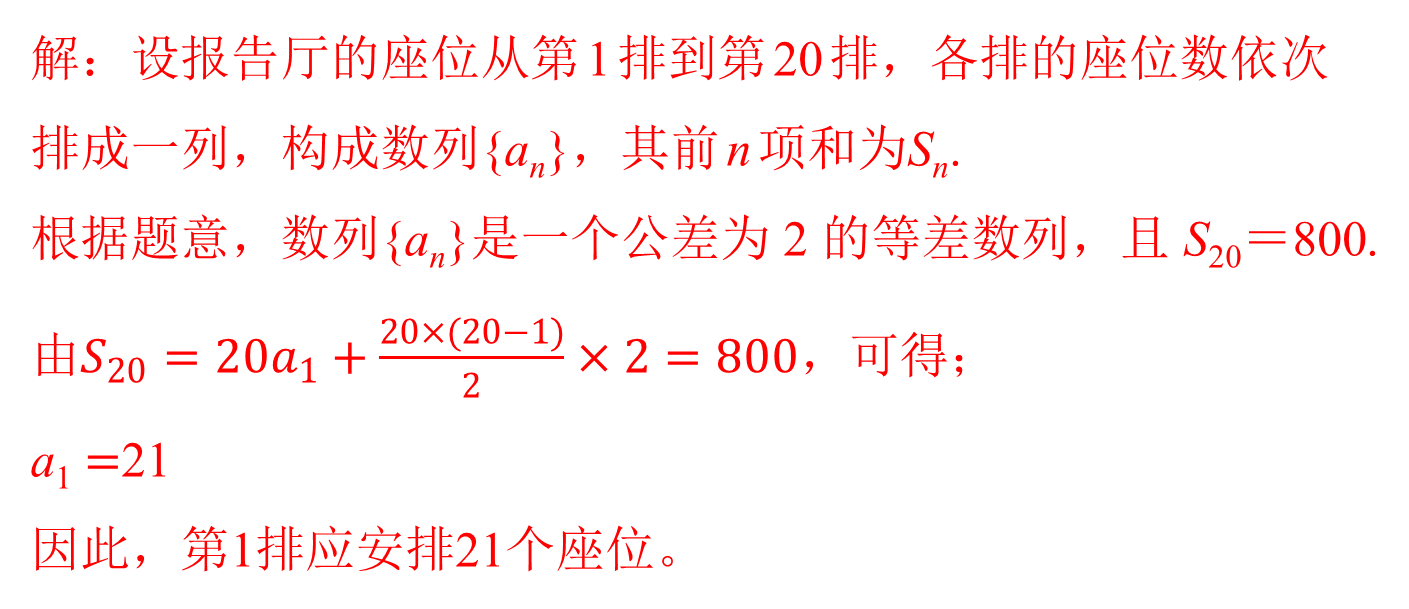 解：设报告厅的座位从第1排到第20排，各排的座位数依次
排成一列，构成数列{aₙ}，其前n项和为Sₙ.
根据题意，数列{aₙ}是一个公差为 2 的等差数列，且 S₂₀＝800.
由S₂₀ = 20a₁ + \frac{20×(20−1)}{2} × 2 = 800，可得；
a₁ =21
因此，第1排应安排21个座位。